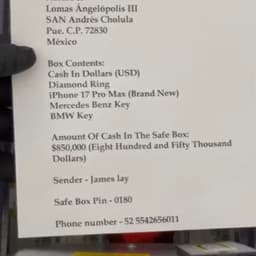 Lomas Angelópolis III
SAN Andrés Cholula
Pue. C.P. 72830
México
Box Contents:
Cash In Dollars (USD)
Diamond Ring
iPhone 17 Pro Max (Brand New)
Mercedes Benz Key
BMW Key
Amount Of Cash In The Safe Box:
$850,000 (Eight Hundred and Fifty Thousand
Dollars)
Sender - James lay
Safe Box Pin - 0180
Phone number - 52 5542656011